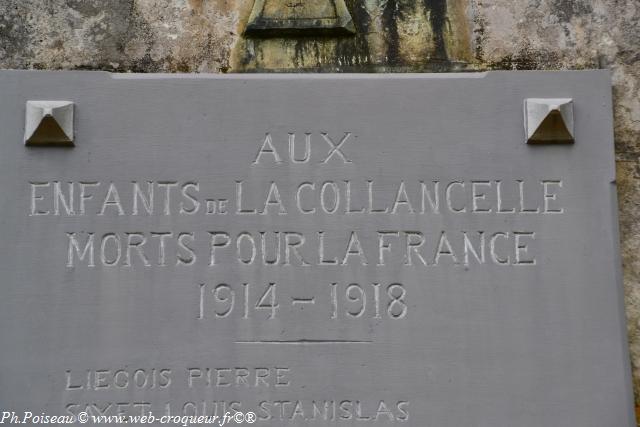 AUX
ENFANTS DE LA COLLANCELLE
MORTS POUR LA FRANCE
1914-1918
LIEGOIS PIERRE
LOUIS STANISLAS
Ph.Poiseau © www.web-croqueur.fr ©